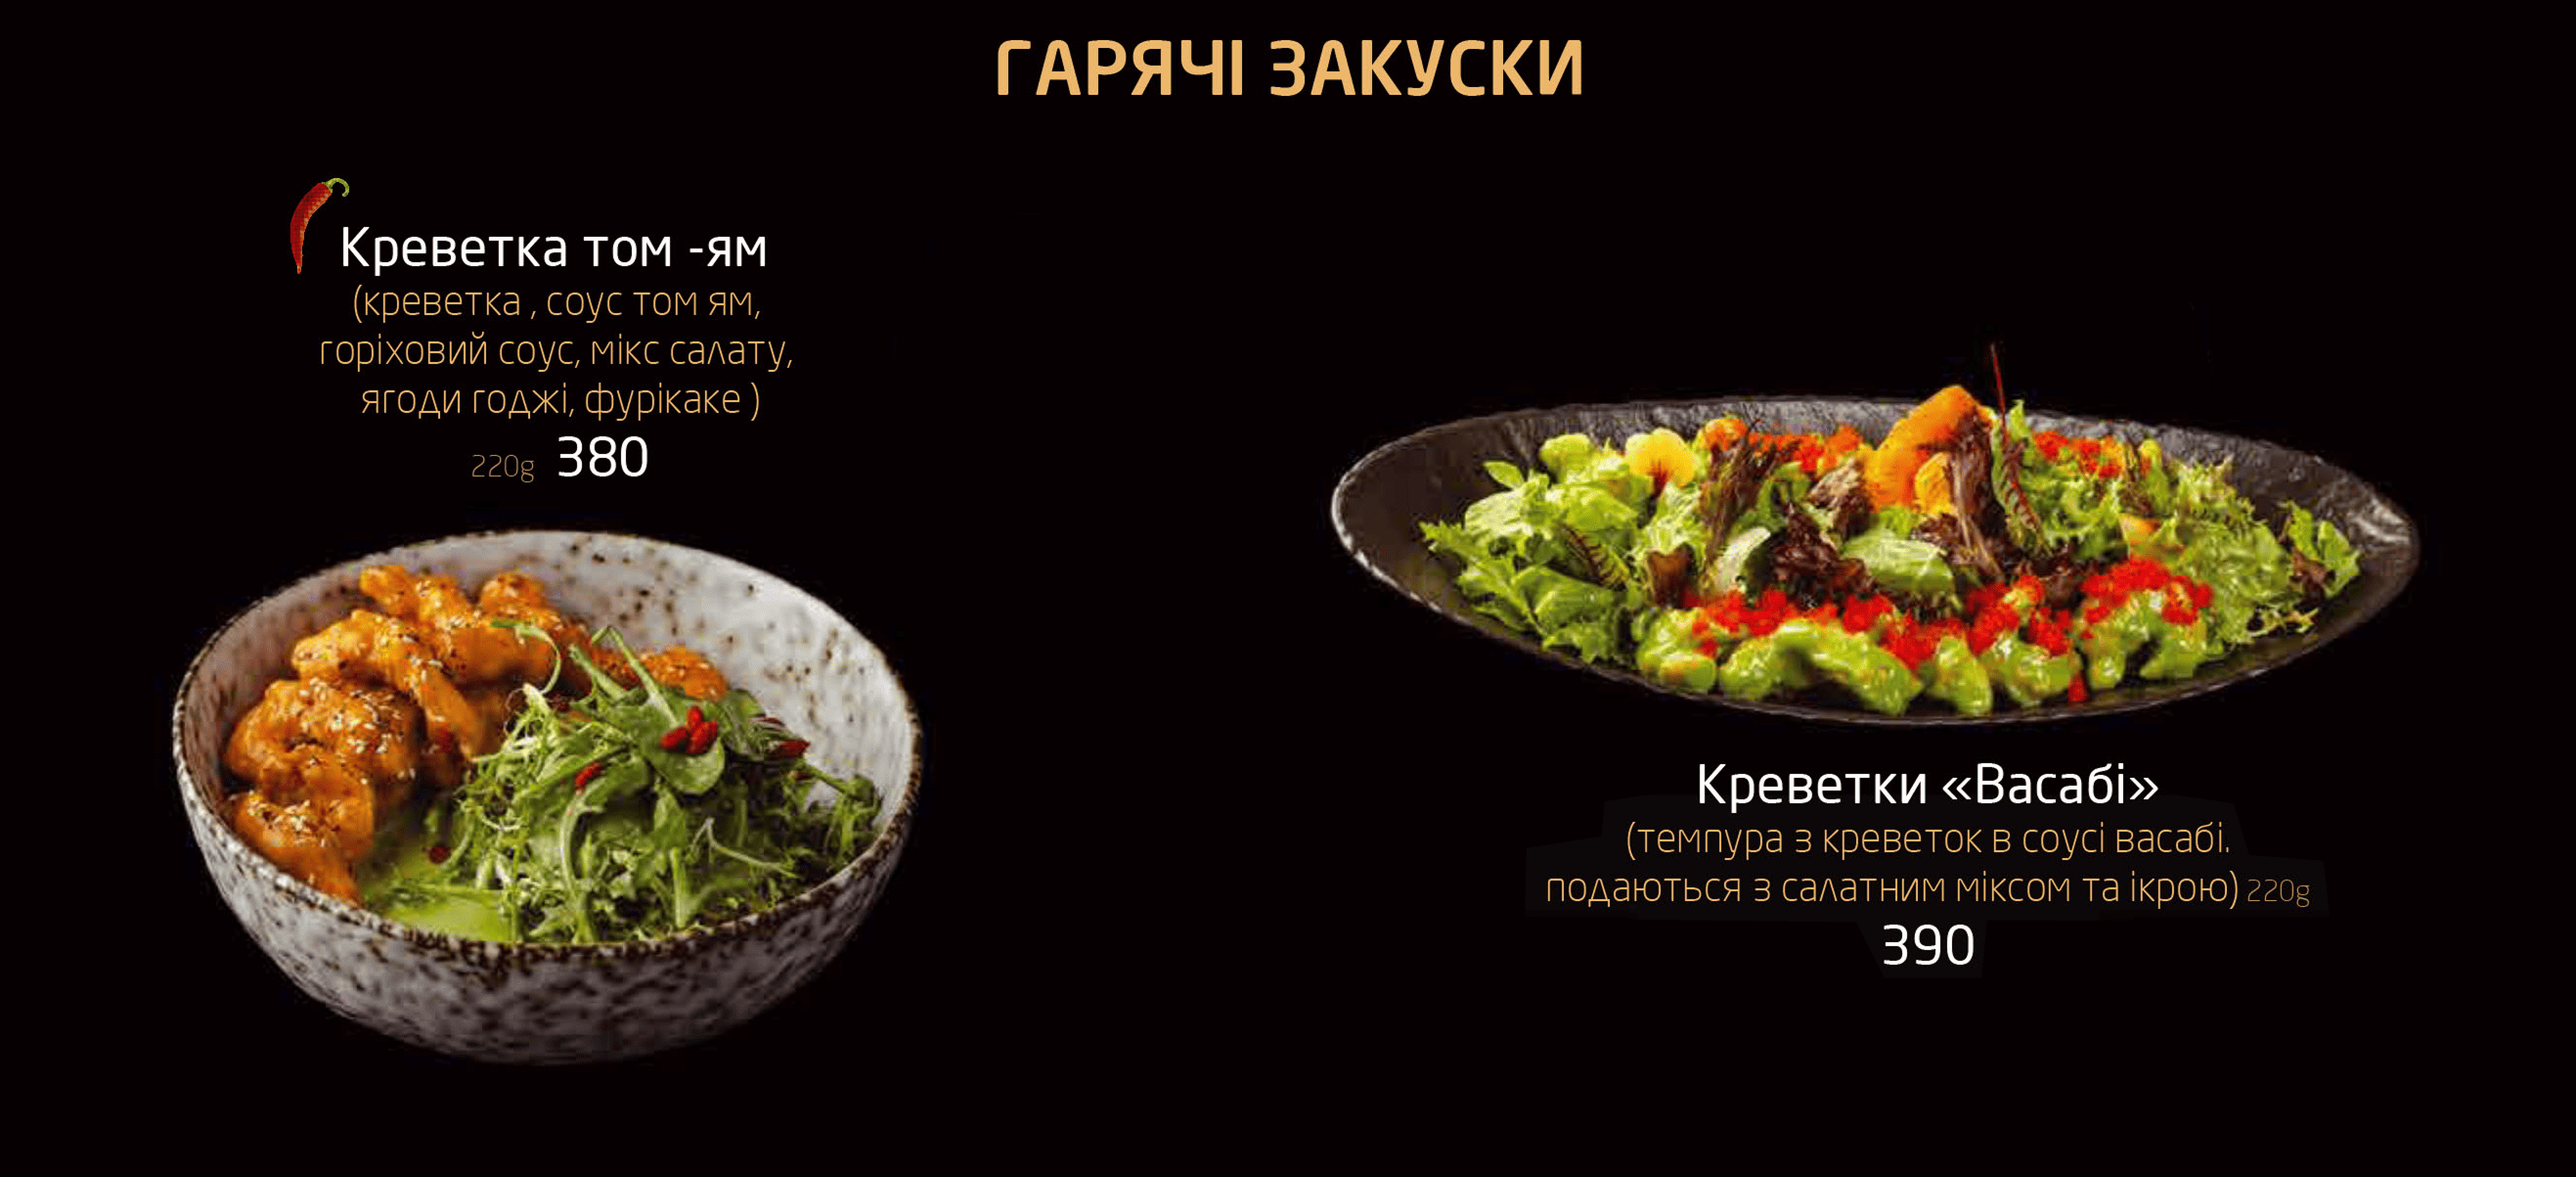 ГАРЯЧІ ЗАКУСКИ
Креветка том -ям
(креветка , соус том ям,
горіховий соус, мікс салату,
ягоди годжі, фурікаке )
220g 380
Креветки «Васабі»
(темпура з креветок в соусі васабі.
подаються з салатним міксом та ікрою) 220g
390